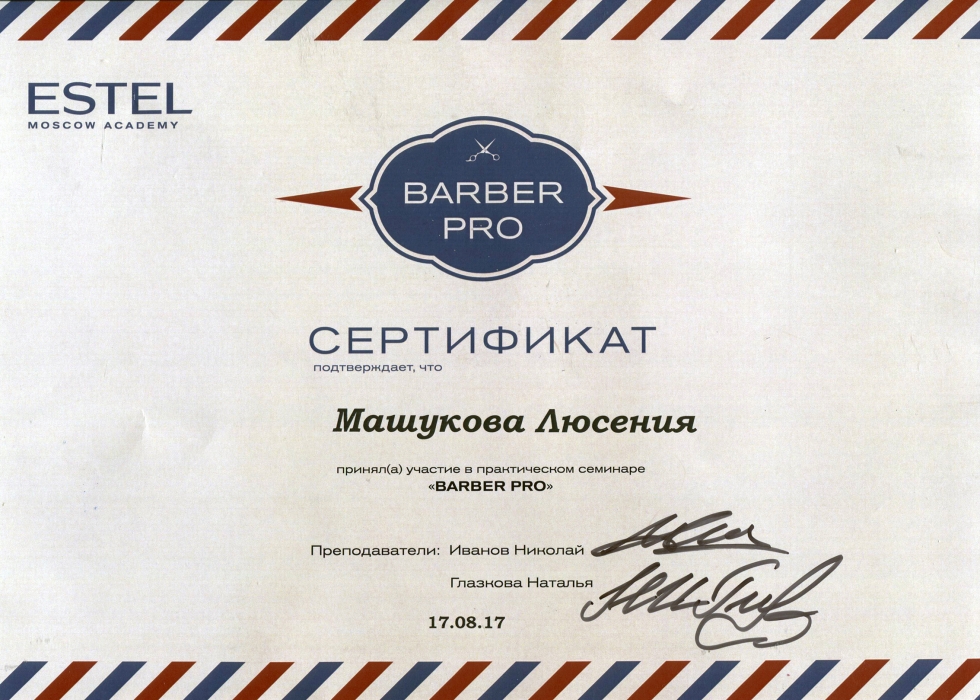 ESTEL
MOSCOW ACADEMY
BARBER
PRO
СЕРТИФИКАТ
подтверждает, что
Машукова Люсения
принял(а) участие в практическом семинаре
«BARBER PRO»
Преподаватели: Иванов Николай
Глазкова Наталья
17.08.17